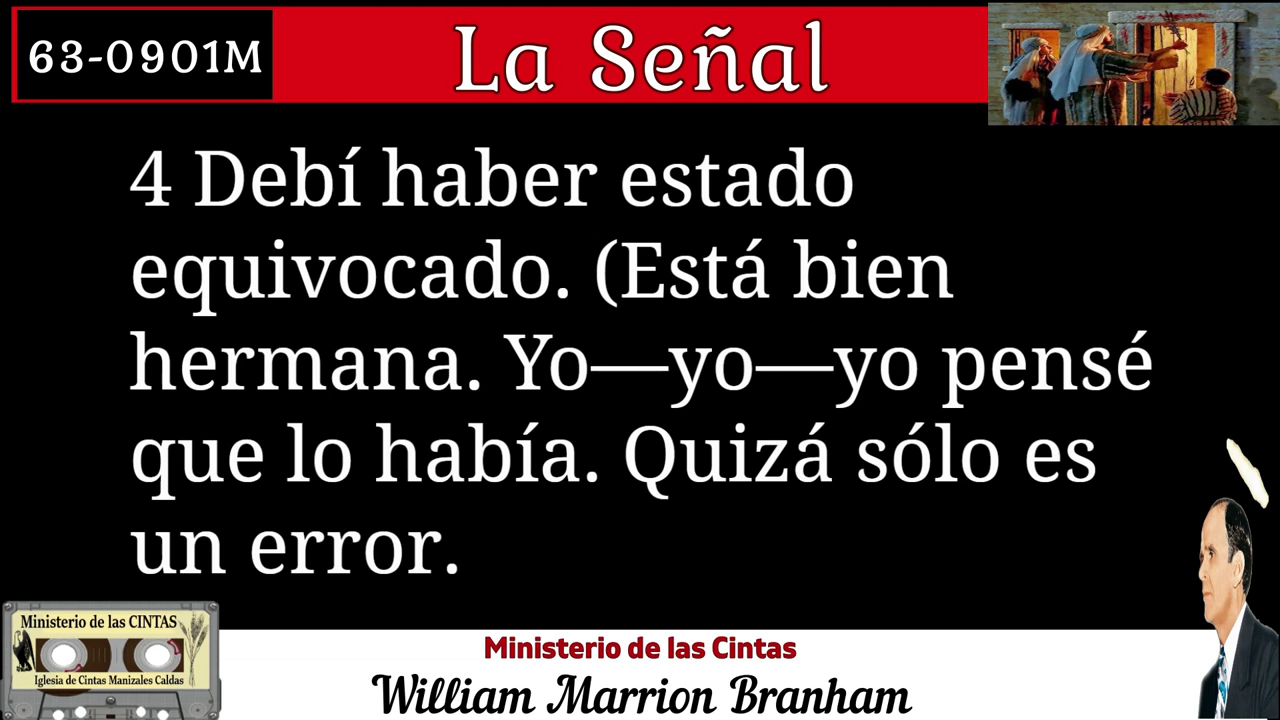 63-0901M
La Señal
4 Debí haber estado
equivocado. (Está bien
hermana. Yo—yo—yo pensé
que lo había. Quizá sólo es
un error.
Ministerio de las CINTAS
Iglesia de Cintas Manizales Caldas
Ministerio de las Cintas
William Marrion Branham